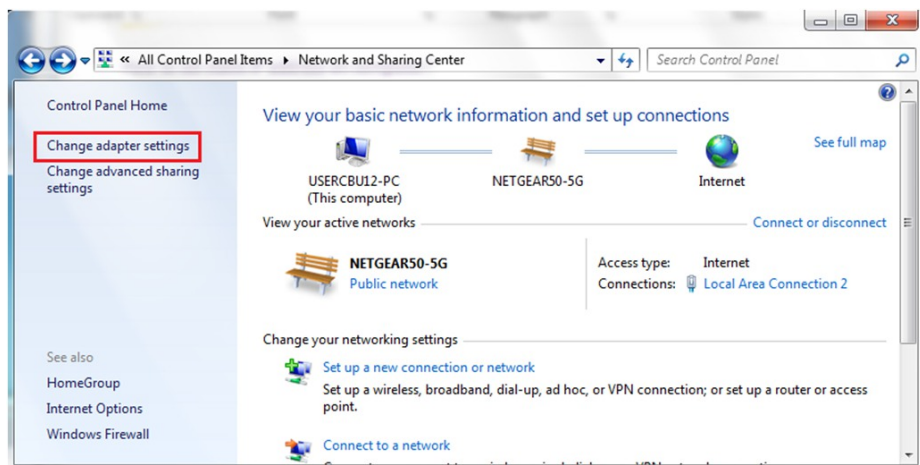 « All Control Panel Items ▸ Network and Sharing Center
Search Control Panel
Control Panel Home
Change adapter settings
Change advanced sharing
settings
See also
HomeGroup
Internet Options
Windows Firewall
View your basic network information and set up connections
See full map
USERCBU12-PC
(This computer)
NETGEAR50-5G
Internet
View your active networks
Connect or disconnect
NETGEAR50-5G
Public network
Access type: Internet
Connections: Local Area Connection 2
Change your networking settings
Set up a new connection or network
Set up a wireless, broadband, dial-up, ad hoc, or VPN connection; or set up a router or access
point.
Connect to a network